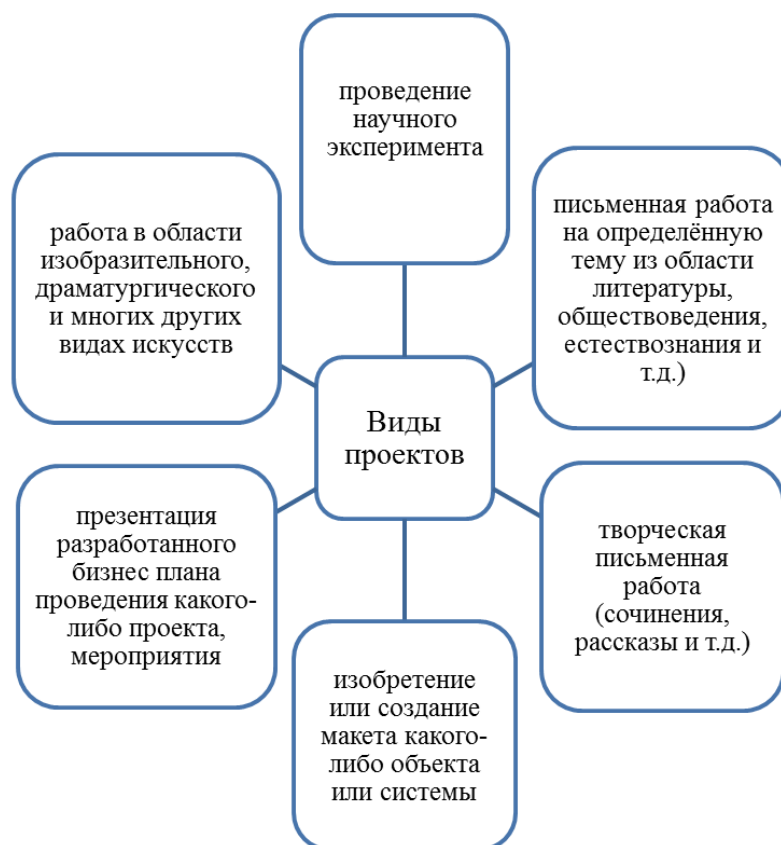 проведение
научного
эксперимента
работа в области
изобразительного,
драматургического
и многих других
видах искусств
письменная работа
на определённую
тему из области
литературы,
обществоведения,
естествознания и
т.д.)
Виды
проектов
презентация
разработанного
бизнес плана
проведения какого-
либо проекта,
мероприятия
творческая
письменная
работа
(сочинения,
рассказы и т.д.)
изобретение
или создание
макета какого-
либо объекта
или системы